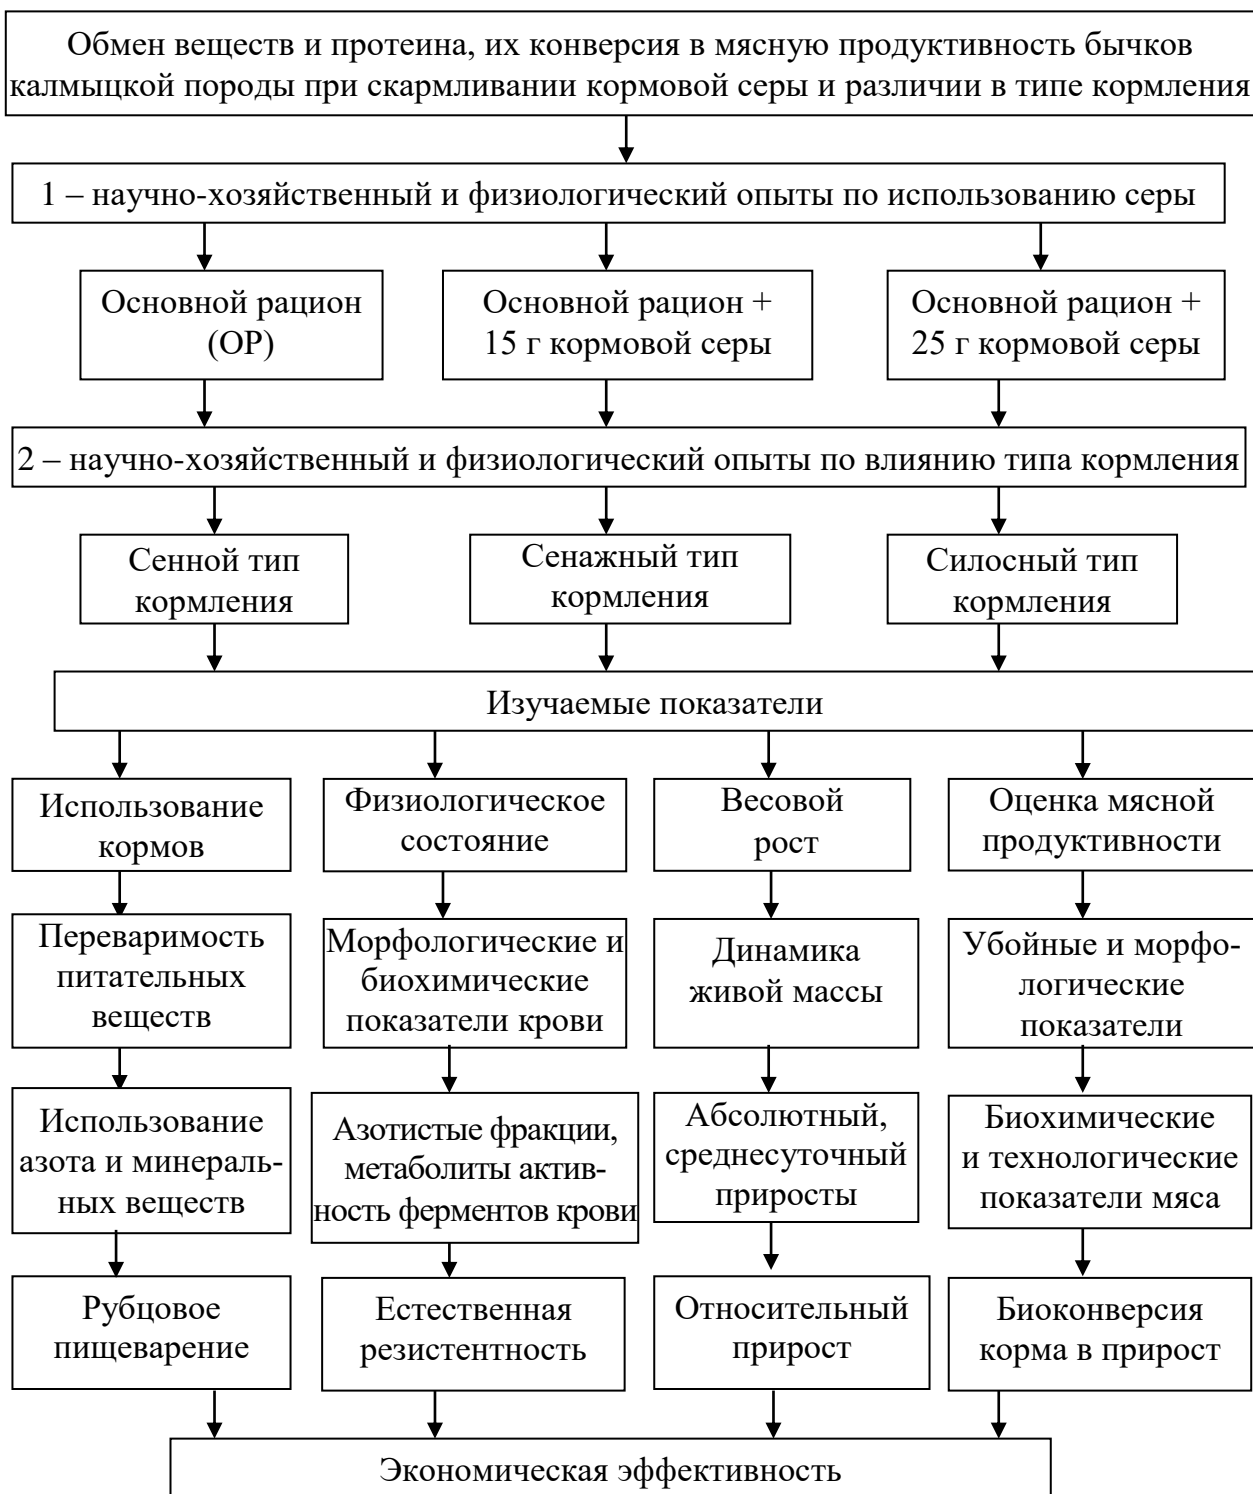 Обмен веществ и протеина, их конверсия в мясную продуктивность бычков
калмыцкой породы при скармливании кормовой серы и различии в типе кормления
1 – научно-хозяйственный и физиологический опыты по использованию серы
Основной рацион
(ОР)
Основной рацион +
15 г кормовой серы
Основной рацион +
25 г кормовой серы
2 – научно-хозяйственный и физиологический опыты по влиянию типа кормления
Сенной тип
кормления
Сенажный тип
кормления
Силосный тип
кормления
Изучаемые показатели
Использование
кормов
Физиологическое
состояние
Весовой
рост
Оценка мясной
продуктивности
Переваримость
питательных
веществ
Морфологические и
биохимические
показатели крови
Динамика
живой массы
Убойные и морфо-
логические
показатели
Использование
азота и минераль-
ных веществ
Азотистые фракции,
метаболиты актив-
ность ферментов крови
Абсолютный,
среднесуточный
приросты
Биохимические
и технологические
показатели мяса
Рубцовое
пищеварение
Естественная
резистентность
Относительный
прирост
Биоконверсия
корма в прирост
Экономическая эффективность